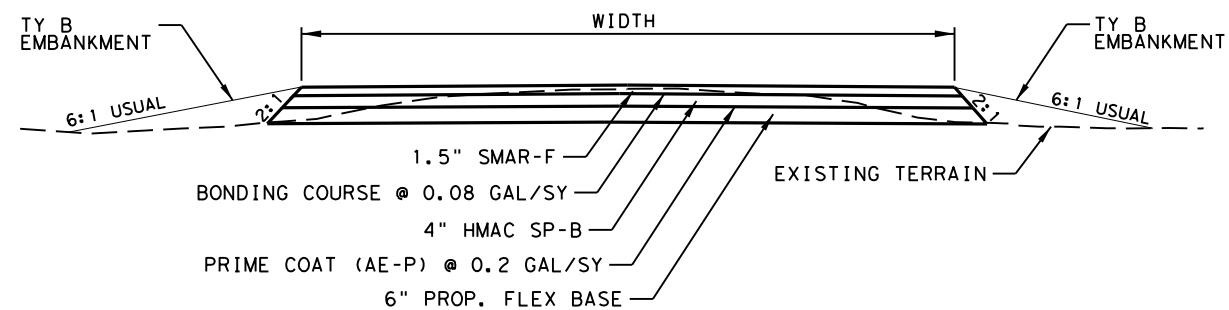 TY B
EMBANKMENT
WIDTH
TY B
EMBANKMENT
6:1 USUAL
2:1
2:1
6:1 USUAL
1.5" SMAR-F
BONDING COURSE @ 0.08 GAL/SY
4" HMAC SP-B
PRIME COAT (AE-P) @ 0.2 GAL/SY
6" PROP. FLEX BASE
EXISTING TERRAIN